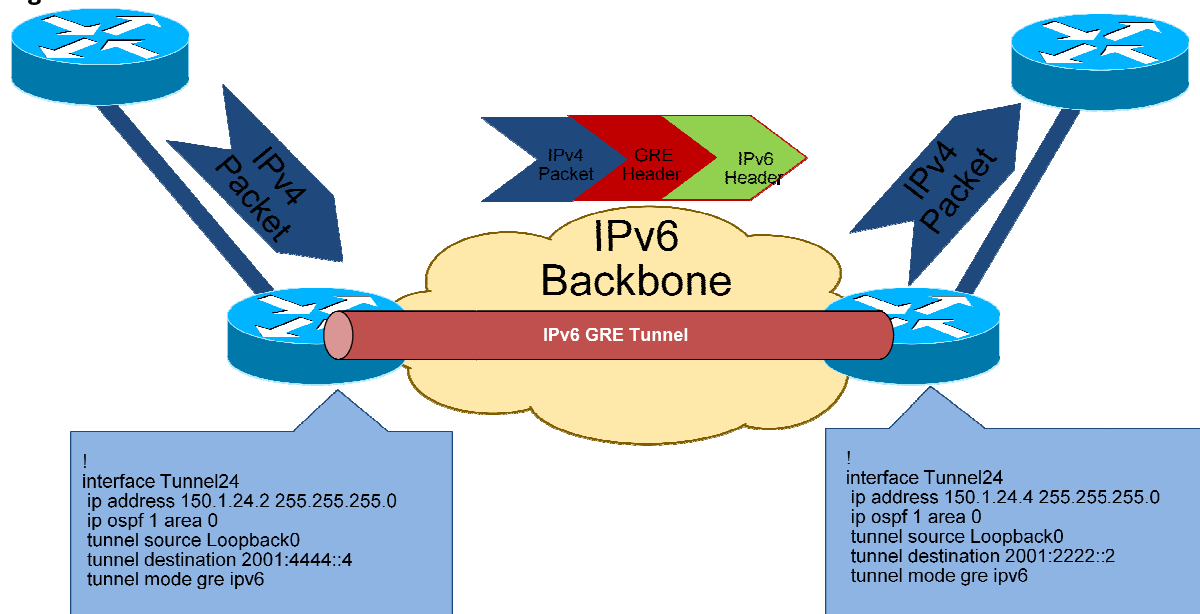 IPv4
Packet
IPv4
Packet
GRE
Header
IPv6
Header
IPv4
Packet
IPv6
Backbone
IPv6 GRE Tunnel
!
interface Tunnel24
ip address 150.1.24.2 255.255.255.0
ip ospf 1 area 0
tunnel source Loopback0
tunnel destination 2001:4444::4
tunnel mode gre ipv6
!
interface Tunnel24
ip address 150.1.24.4 255.255.255.0
ip ospf 1 area 0
tunnel source Loopback0
tunnel destination 2001:2222::2
tunnel mode gre ipv6